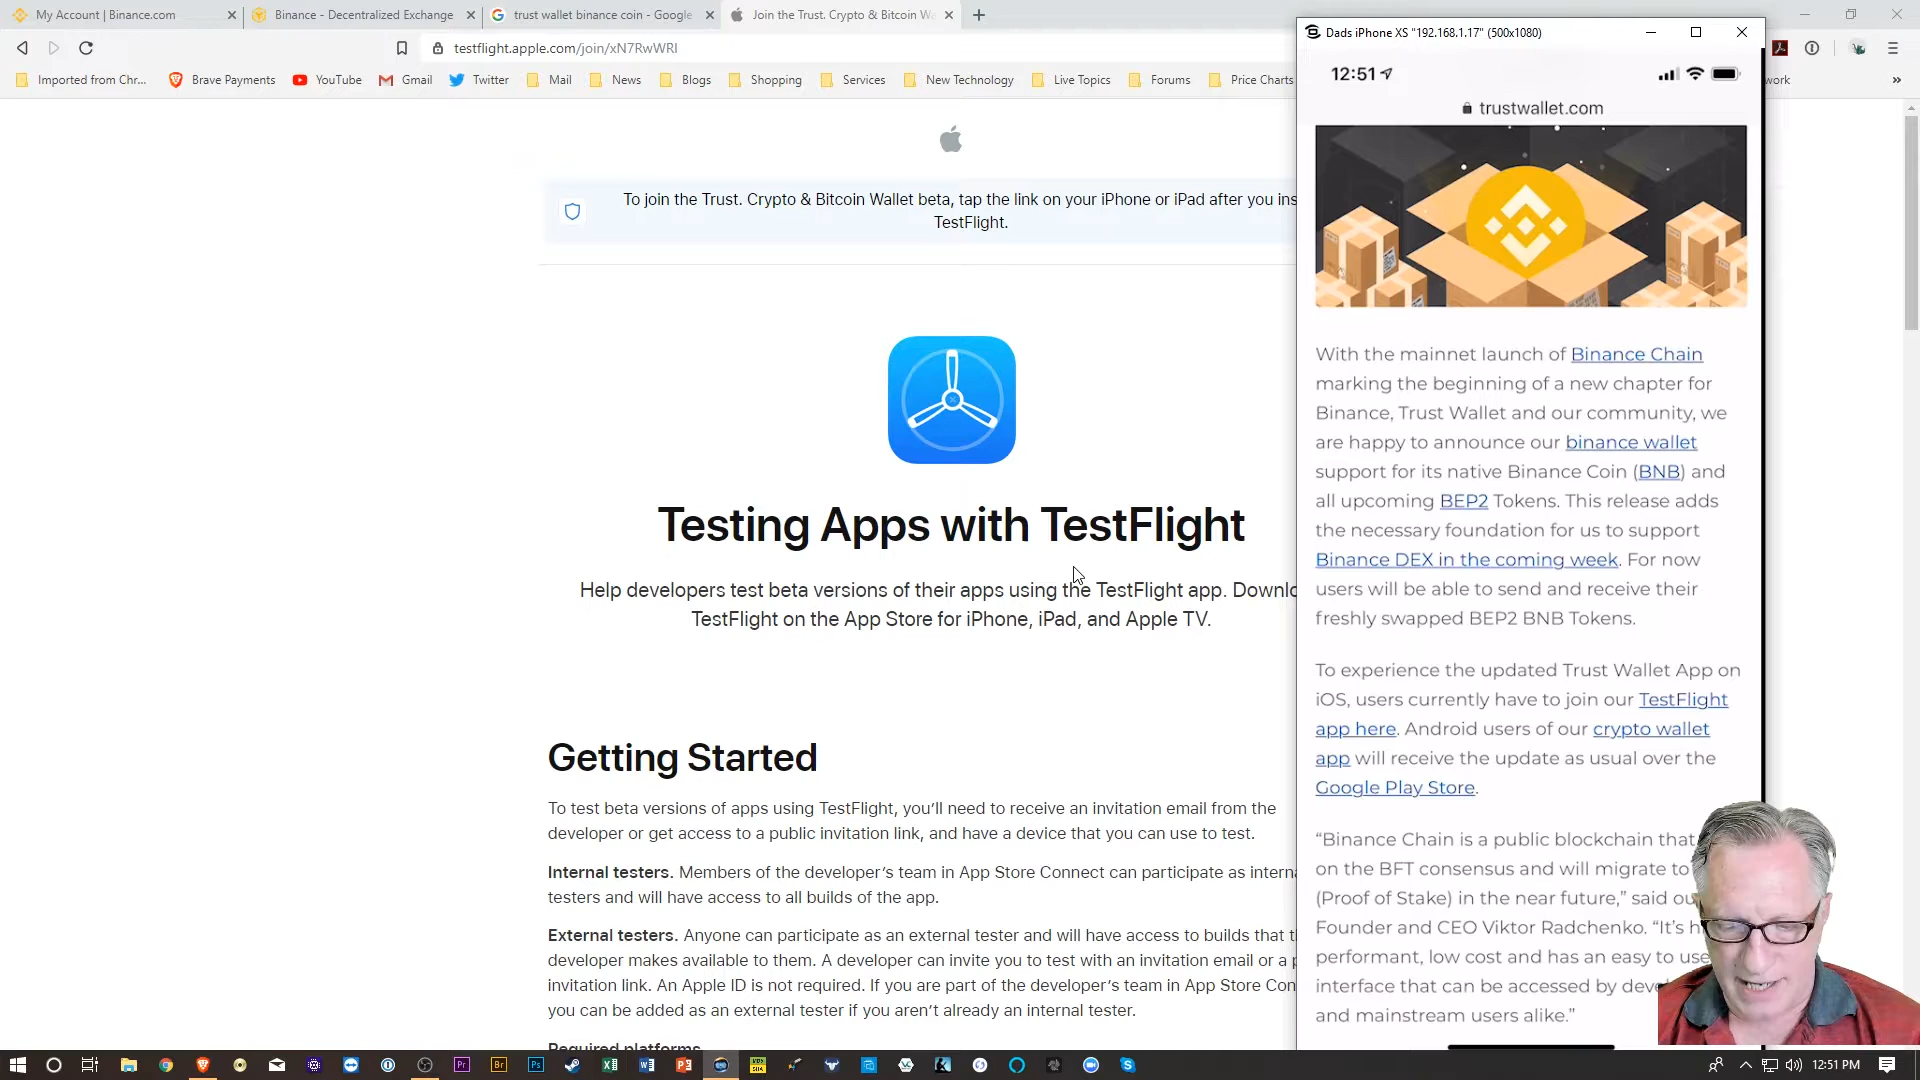 My Account | Binance.com
Binance - Decentralized Exchange
trust wallet binance coin - Google
Join the Trust. Crypto & Bitcoin Wa
testflight.apple.com/join/xN7RwWRI
Imported from Chr...
Brave Payments
YouTube
Gmail
Twitter
Mail
News
Blogs
Shopping
Services
New Technology
Live Topics
Forums
Price Charts
work
To join the Trust. Crypto & Bitcoin Wallet beta, tap the link on your iPhone or iPad after you ins
TestFlight.
Testing Apps with TestFlight
Help developers test beta versions of their apps using the TestFlight app. Downlo
TestFlight on the App Store for iPhone, iPad, and Apple TV.
Getting Started
To test beta versions of apps using TestFlight, you'll need to receive an invitation email from the
developer or get access to a public invitation link, and have a device that you can use to test.
Internal testers. Members of the developer's team in App Store Connect can participate as interna
testers and will have access to all builds of the app.
External testers. Anyone can participate as an external tester and will have access to builds that t
developer makes available to them. A developer can invite you to test with an invitation email or a p
invitation link. An Apple ID is not required. If you are part of the developer's team in App Store Con
you can be added as an external tester if you aren't already an internal tester.
Required platforms
Dads iPhone XS "192.168.1.17" (500x1080)
12:51
trustwallet.com
With the mainnet launch of Binance Chain
marking the beginning of a new chapter for
Binance, Trust Wallet and our community, we
are happy to announce our binance wallet
support for its native Binance Coin (BNB) and
all upcoming BEP2 Tokens. This release adds
the necessary foundation for us to support
Binance DEX in the coming week. For now
users will be able to send and receive their
freshly swapped BEP2 BNB Tokens.
To experience the updated Trust Wallet App on
iOS, users currently have to join our TestFlight
app here. Android users of our crypto wallet
app will receive the update as usual over the
Google Play Store.
“Binance Chain is a public blockchain that
on the BFT consensus and will migrate to
(Proof of Stake) in the near future,” said ou
Founder and CEO Viktor Radchenko. “It's h
performant, low cost and has an easy to use
interface that can be accessed by deve
and mainstream users alike.”
12:51 PM